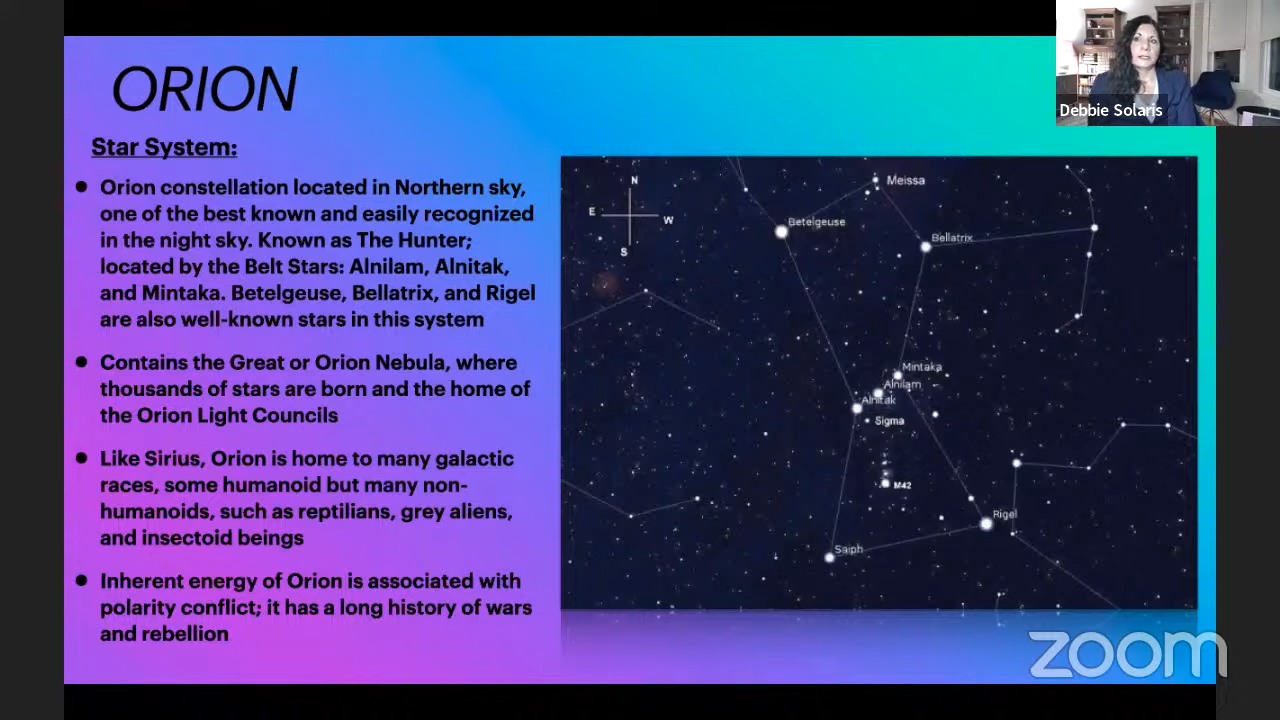 ORION
Star System:
Orion constellation located in Northern sky,
one of the best known and easily recognized
in the night sky. Known as The Hunter;
located by the Belt Stars: Alnilam, Alnitak,
and Mintaka. Betelgeuse, Bellatrix, and Rigel
are also well-known stars in this system
Contains the Great or Orion Nebula, where
thousands of stars are born and the home of
the Orion Light Councils
Like Sirius, Orion is home to many galactic
races, some humanoid but many non-
humanoids, such as reptilians, grey aliens,
and insectoid beings
Inherent energy of Orion is associated with
polarity conflict; it has a long history of wars
and rebellion
Debbie Solaris
N
E
W
S
Meissa
Betelgeuse
Bellatrix
Mintaka
Alnilam
Alnitak
Sigma
M42
Rigel
Saiph
zoom